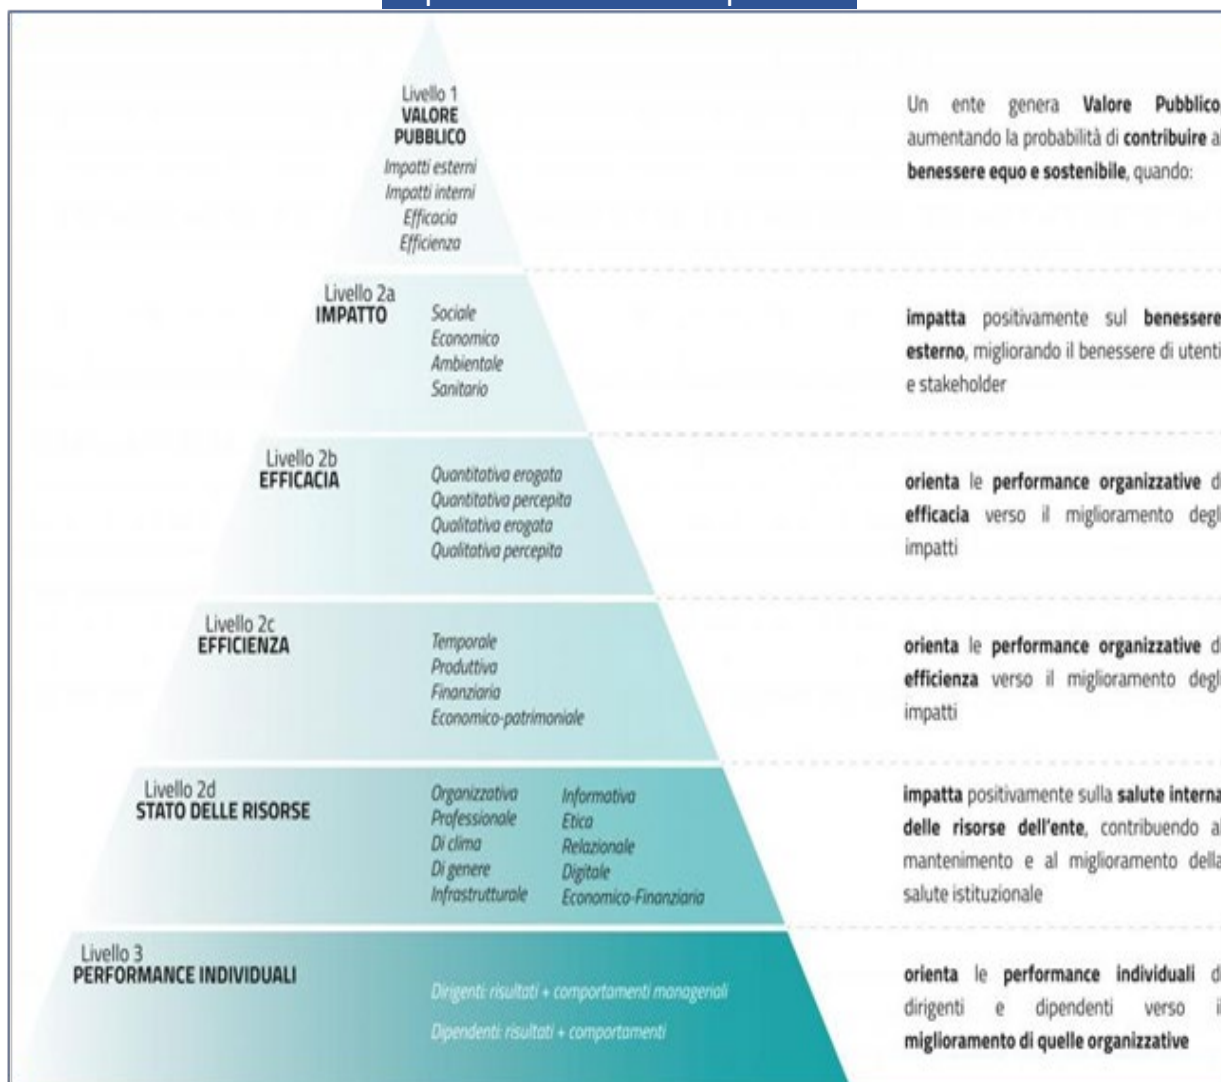 Livello 1
VALORE
PUBBLICO
Impatti esterni
Impatti interni
Efficacia
Efficienza
Un ente genera Valore Pubblico,
aumentando la probabilità di contribuire al
benessere equo e sostenibile, quando:
Livello 2a
IMPATTO
Sociale
Economico
Ambientale
Sanitario
impatta positivamente sul benessere
esterno, migliorando il benessere di utenti
e stakeholder
Livello 2b
EFFICACIA
Quantitativa erogata
Quantitativa percepita
Qualitativa erogata
Qualitativa percepita
orienta le performance organizzative di
efficacia verso il miglioramento degli
impatti
Livello 2c
EFFICIENZA
Temporale
Produttiva
Finanziaria
Economico-patrimoniale
orienta le performance organizzative di
efficienza verso il miglioramento degli
impatti
Livello 2d
STATO DELLE RISORSE
Organizzativa
Professionale
Di clima
Di genere
Infrastrutturale
Informativa
Etica
Relazionale
Digitale
Economico-Finanziaria
impatta positivamente sulla salute interna
delle risorse dell'ente, contribuendo al
mantenimento e al miglioramento della
salute istituzionale
Livello 3
PERFORMANCE INDIVIDUALI
Dirigenti: risultati + comportamenti manageriali
Dipendenti: risultati + comportamenti
orienta le performance individuali di
dirigenti e dipendenti verso il
miglioramento di quelle organizzative